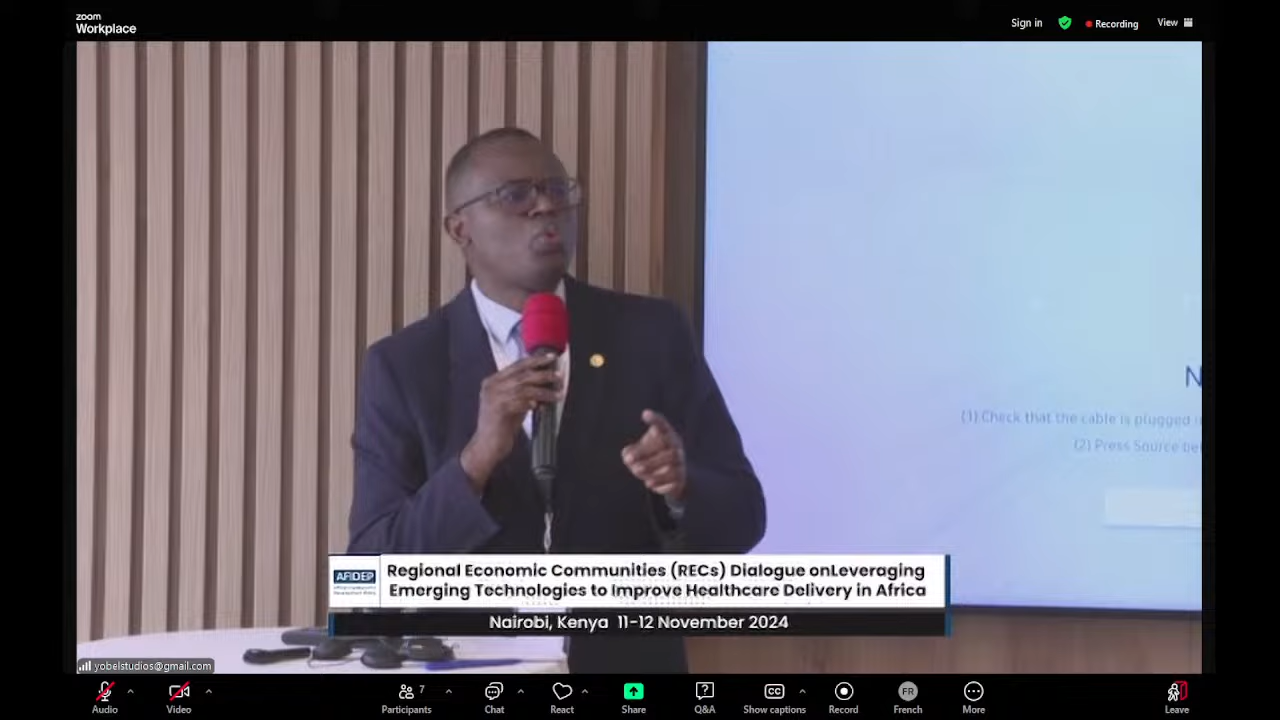 zoom
Workplace
Sign in
Recording
View
N
(1) Check that the cable is plugged
(2) Press Source
AFIDEP
Regional Economic Communities (RECs) Dialogue onLeveraging
Emerging Technologies to Improve Healthcare Delivery in Africa
Nairobi, Kenya 11-12 November 2024
yobelstudios@gmail.com
7
CC
FR
Audio
Video
Participants
Chat
React
Share
Q&A
Show captions
Record
French
More
Leave